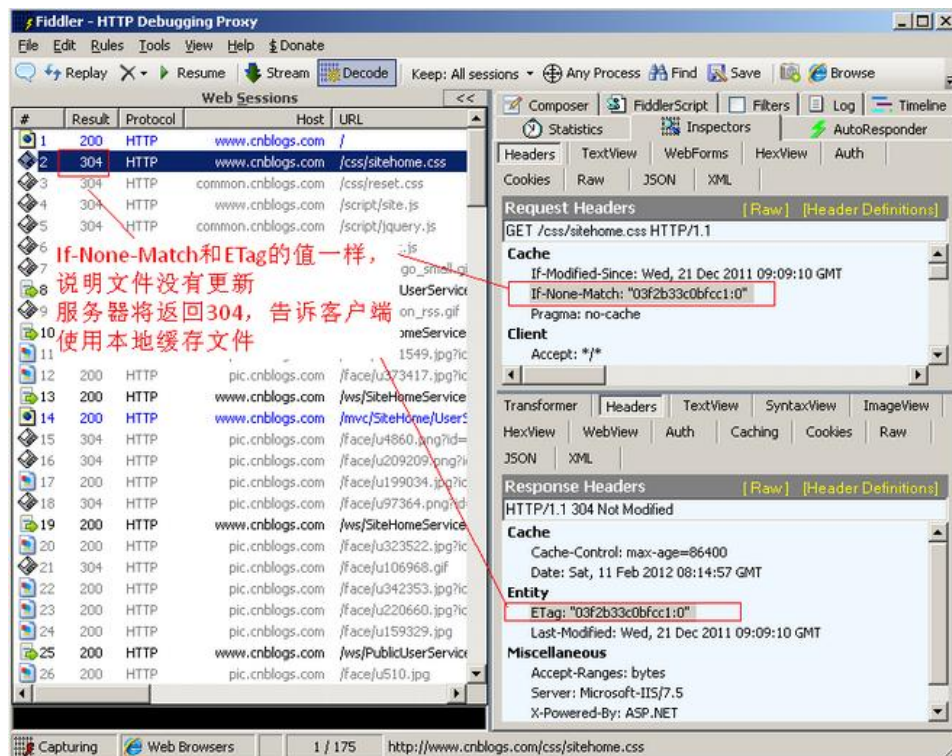 Fiddler - HTTP Debugging Proxy
File Edit Rules Tools View Help $ Donate
Replay Resume Stream Decode Keep: All sessions Any Process Find Save Browse
Web Sessions <<
# Result Protocol Host URL
1 200 HTTP www.cnblogs.com /
2 304 HTTP www.cnblogs.com /css/sitehome.css
3 304 HTTP common.cnblogs.com /css/reset.css
4 304 HTTP www.cnblogs.com /script/site.js
5 304 HTTP common.cnblogs.com /script/jquery.js
6
7
8 UserService
9 on_rss.gif
10
11 1549.jpg?ic
12 200 HTTP pic.cnblogs.com /face/u373417.jpg?ic
13 200 HTTP www.cnblogs.com /ws/SiteHomeService
14 200 HTTP www.cnblogs.com /mvc/SiteHome/UserS
15 304 HTTP pic.cnblogs.com /face/u4860.png?id=
16 304 HTTP pic.cnblogs.com /face/u209209.png?i
17 200 HTTP pic.cnblogs.com /face/u199034.jpg?ic
18 304 HTTP pic.cnblogs.com /face/u97364.png?id
19 200 HTTP www.cnblogs.com /ws/SiteHomeService
20 200 HTTP pic.cnblogs.com /face/u323522.jpg?ic
21 304 HTTP pic.cnblogs.com /face/u106968.gif
22 200 HTTP pic.cnblogs.com /face/u342353.jpg?ic
23 200 HTTP pic.cnblogs.com /face/u220660.jpg?ic
24 200 HTTP pic.cnblogs.com /face/u159329.jpg
25 200 HTTP www.cnblogs.com /ws/PublicUserService
26 200 HTTP pic.cnblogs.com /face/u510.jpg
If-None-Match和ETag的值一样，
说明文件没有更新
服务器将返回304，告诉客户端
使用本地缓存文件
Composer FiddlerScript Filters Log Timeline
Statistics Inspectors AutoResponder
Headers TextView WebForms HexView Auth
Cookies Raw JSON XML
Request Headers [Raw] [Header Definitions]
GET /css/sitehome.css HTTP/1.1
Cache
If-Modified-Since: Wed, 21 Dec 2011 09:09:10 GMT
If-None-Match: "03f2b33c0bfcc1:0"
Pragma: no-cache
Client
Accept: */*
Transformer Headers TextView SyntaxView ImageView
HexView WebView Auth Caching Cookies Raw
JSON XML
Response Headers [Raw] [Header Definitions]
HTTP/1.1 304 Not Modified
Cache
Cache-Control: max-age=86400
Date: Sat, 11 Feb 2012 08:14:57 GMT
Entity
ETag: "03f2b33c0bfcc1:0"
Last-Modified: Wed, 21 Dec 2011 09:09:10 GMT
Miscellaneous
Accept-Ranges: bytes
Server: Microsoft-IIS/7.5
X-Powered-By: ASP.NET
Capturing Web Browsers 1 / 175 http://www.cnblogs.com/css/sitehome.css